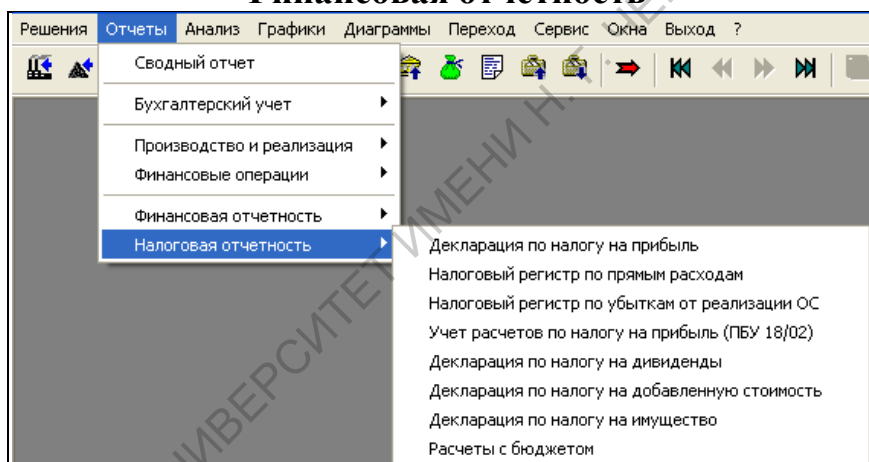 Финансовая отчетность
Решения Отчеты Анализ Графики Диаграммы Переход Сервис Окна Выход ?
Сводный отчет
Бухгалтерский учет
Производство и реализация
Финансовые операции
Финансовая отчетность
Налоговая отчетность
Декларация по налогу на прибыль
Налоговый регистр по прямым расходам
Налоговый регистр по убыткам от реализации ОС
Учет расчетов по налогу на прибыль (ПБУ 18/02)
Декларация по налогу на дивиденды
Декларация по налогу на добавленную стоимость
Декларация по налогу на имущество
Расчеты с бюджетом
ИМЕНИ Н. Г.